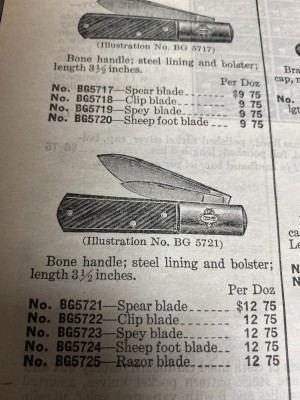 (Illustration No. BG 5717)
Bone handle; steel lining and bolster;
length 3½ inches.
Per Doz
No. BG5717—Spear blade $9 75
No. BG5718—Clip blade 9 75
No. BG5719—Spey blade 9 75
No. BG5720—Sheep foot blade 9 75
(Illustration No. BG 5721)
Bone handle; steel lining and bolster;
length 3½ inches.
Per Doz
No. BG5721—Spear blade $12 75
No. BG5722—Clip blade 12 75
No. BG5723—Spey blade 12 75
No. BG5724—Sheep foot blade 12 75
No. BG5725—Razor blade 12 75
Bra
cap, r
No.